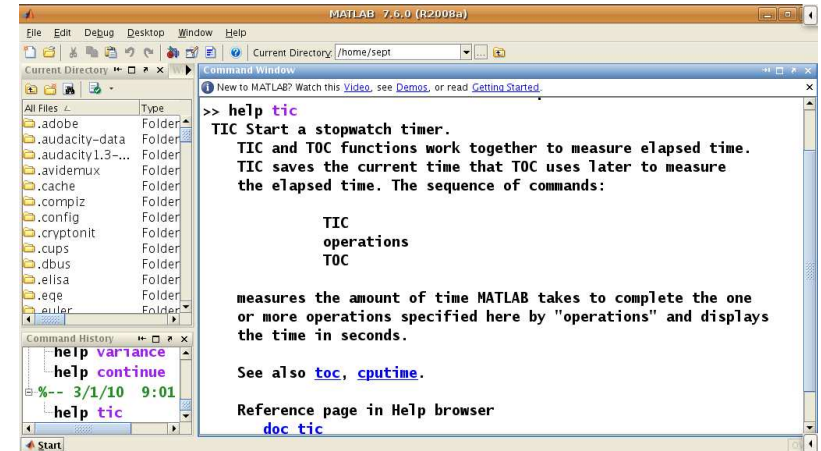 MATLAB 7.6.0 (R2008a)
File Edit Debug Desktop Window Help
Current Directory: /home/sept
Current Directory
Command Window
New to MATLAB? Watch this Video, see Demos, or read Getting Started.
All Files Type
.adobe Folder
.audacity-data Folder
.audacity1.3-... Folder
.avidemux Folder
.cache Folder
.compiz Folder
.config Folder
.cryptonit Folder
.cups Folder
.dbus Folder
.elisa Folder
.eqe Folder
.euler Folder
Command History
help variance
help continue
%-- 3/1/10 9:01
help tic
>> help tic
TIC Start a stopwatch timer.
TIC and TOC functions work together to measure elapsed time.
TIC saves the current time that TOC uses later to measure
the elapsed time. The sequence of commands:
TIC
operations
TOC
measures the amount of time MATLAB takes to complete the one
or more operations specified here by "operations" and displays
the time in seconds.
See also toc, cputime.
Reference page in Help browser
doc tic
Start